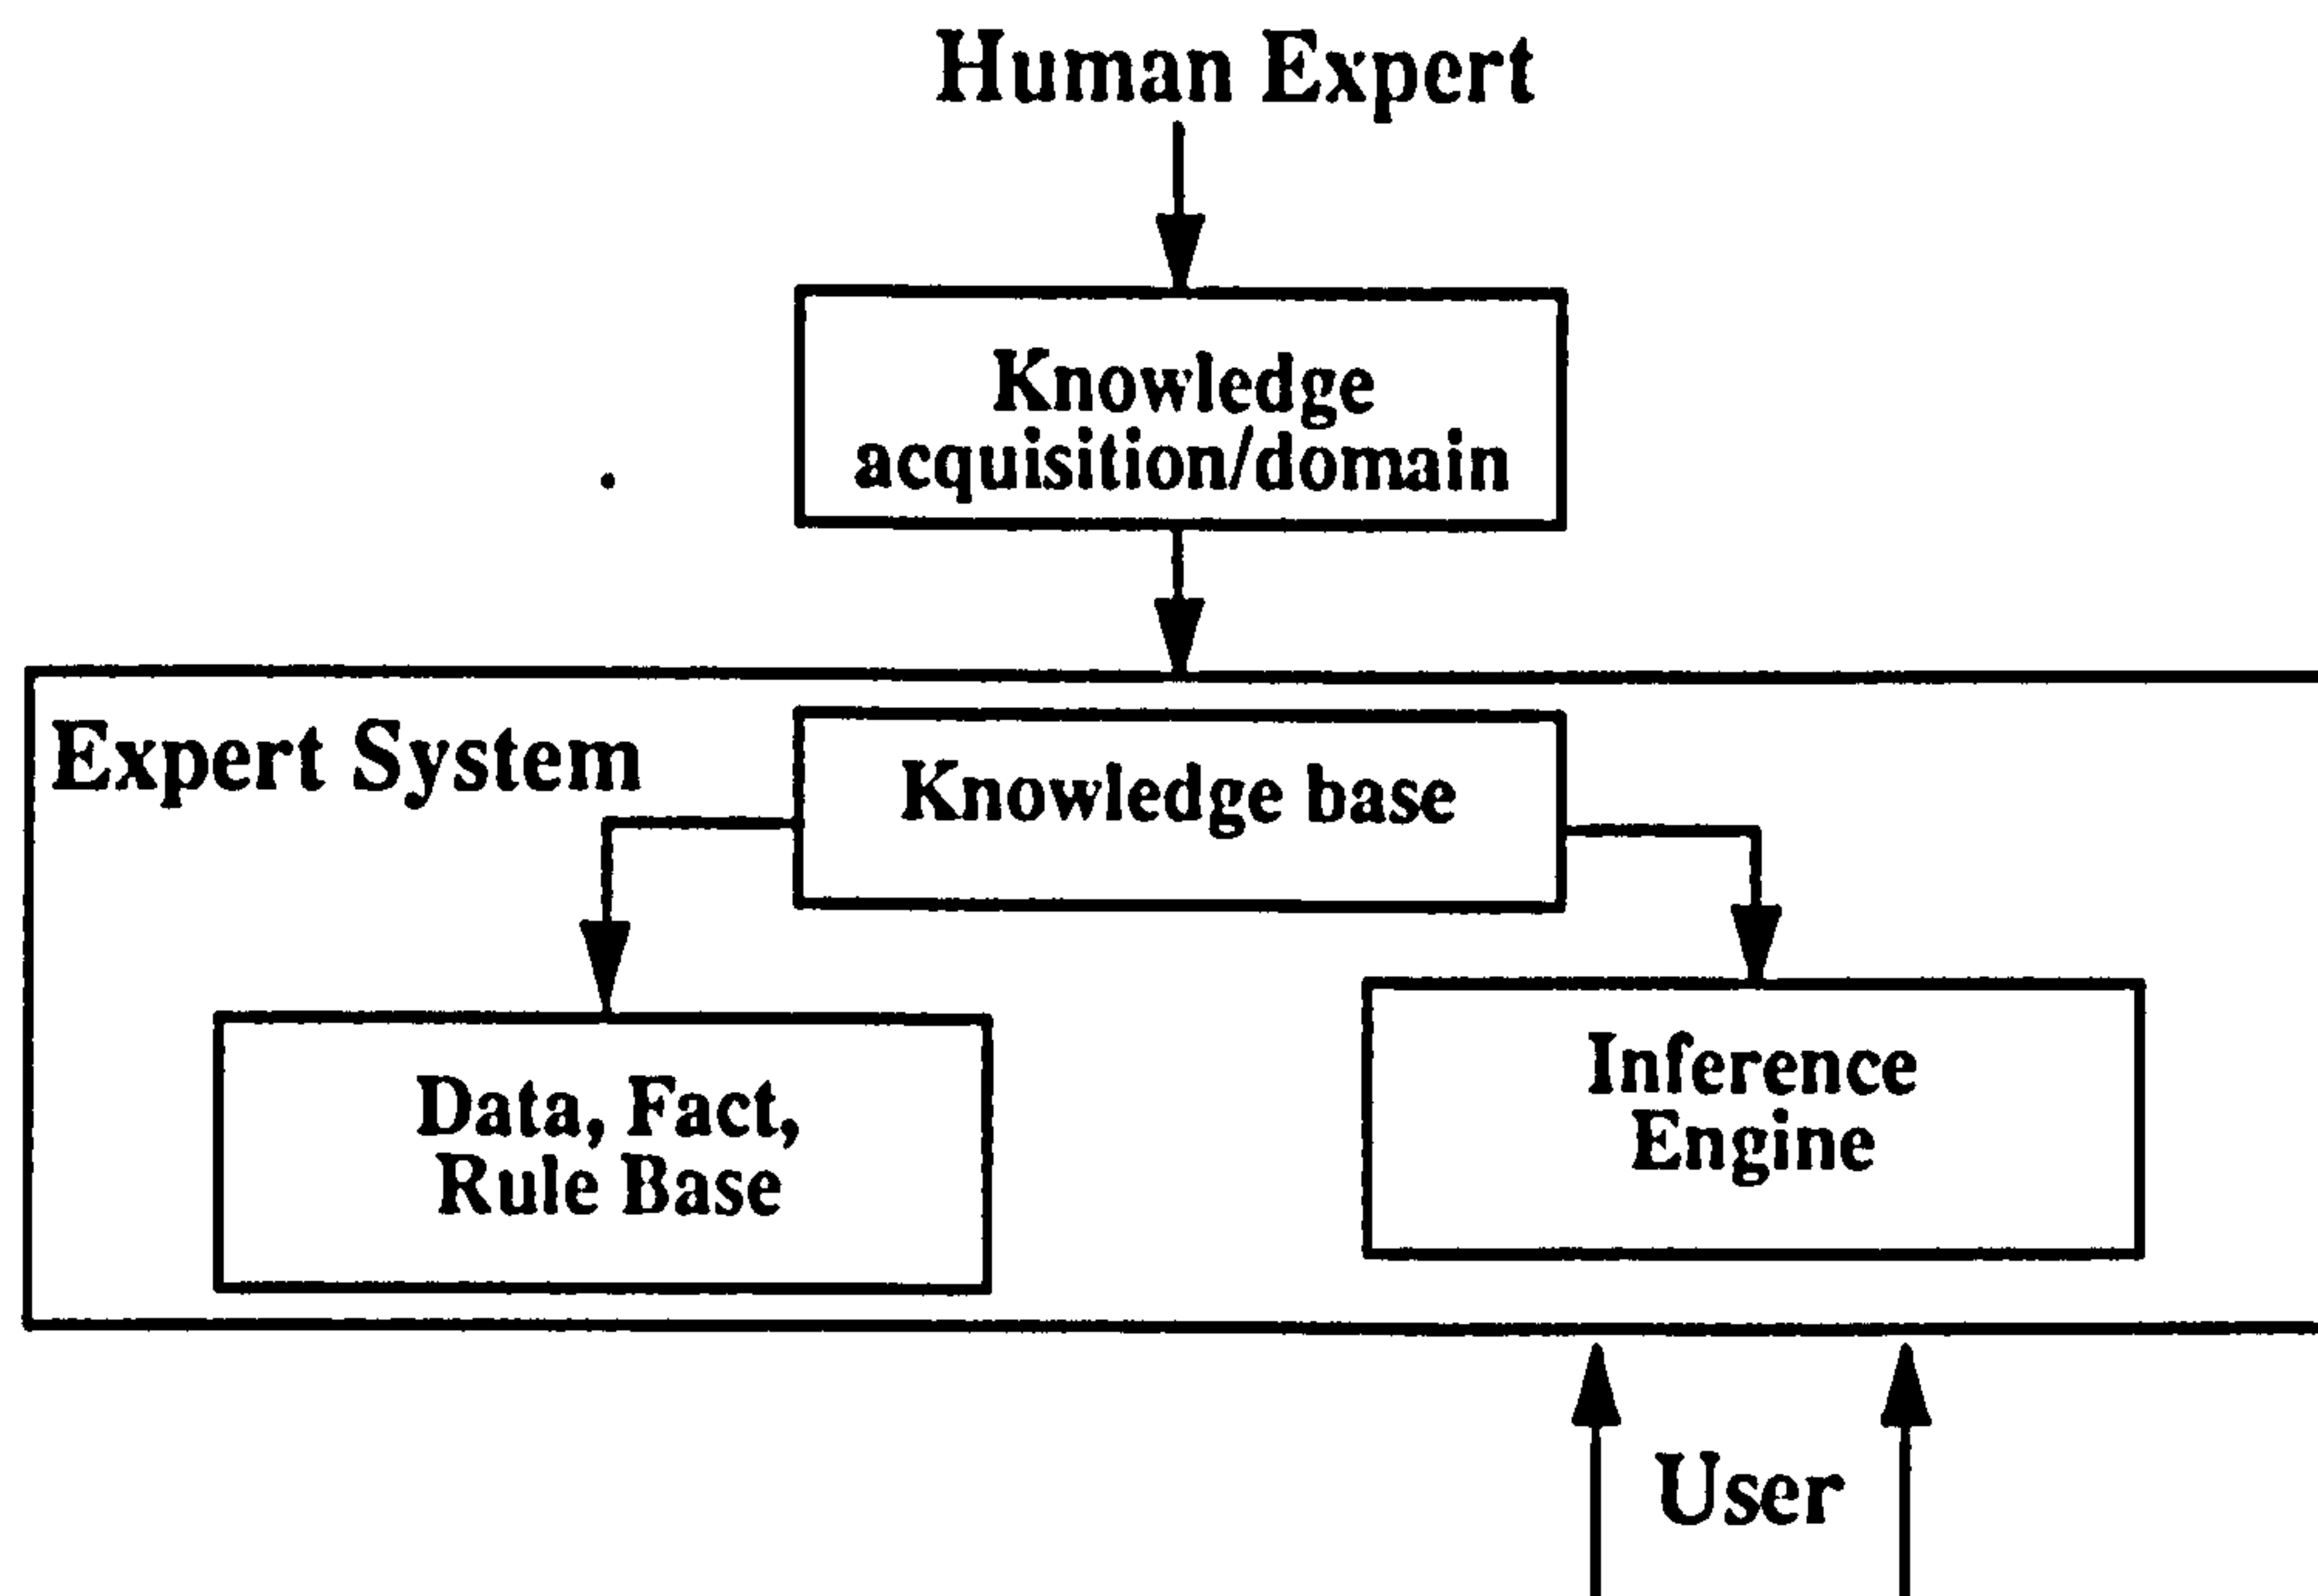 Human Expert
Knowledge
acquisition/domain
Expert System
Knowledge base
Data, Fact,
Rule Base
Inference
Engine
User